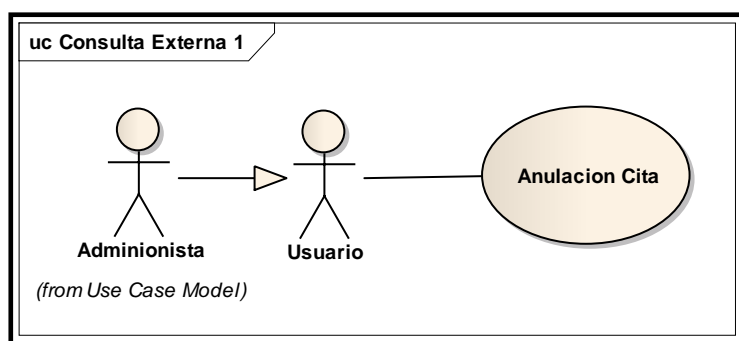 uc Consulta Externa 1
Anulacion Cita
Adminionista
Usuario
(from Use Case Model)